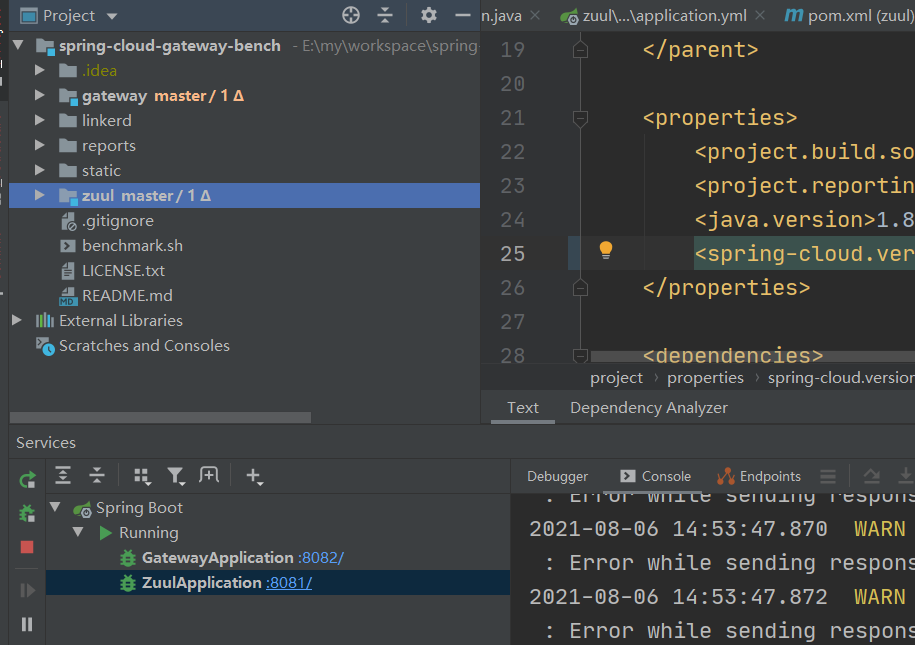 Project
n.java
zuul\...\application.yml
pom.xml (zuul)
spring-cloud-gateway-bench - E:\my\workspace\spring-
.idea
gateway master / 1 Δ
linkerd
reports
static
zuul master / 1 Δ
.gitignore
benchmark.sh
LICENSE.txt
README.md
External Libraries
Scratches and Consoles
19 </parent>
20
21 <properties>
22 <project.build.so
23 <project.reportin
24 <java.version>1.8
25 <spring-cloud.ver
26 </properties>
27
28 <dependencies>
project › properties › spring-cloud.version
Text
Dependency Analyzer
Services
Spring Boot
Running
GatewayApplication :8082/
ZuulApplication :8081/
Debugger
Console
Endpoints
: Error while sending respons
2021-08-06 14:53:47.870 WARN
: Error while sending respons
2021-08-06 14:53:47.872 WARN
: Error while sending respons